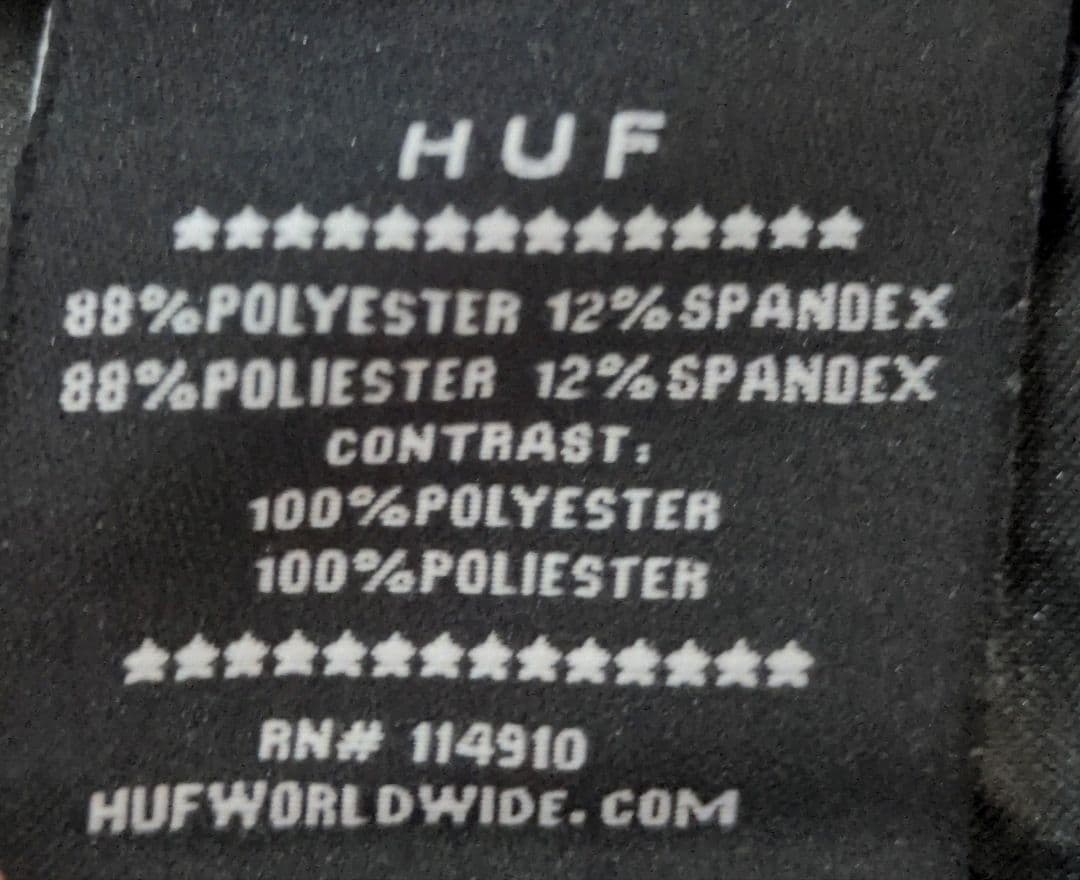 HUF
88%POLYESTER 12%SPANDEX
88%POLIESTER 12%SPANDEX
CONTRAST:
100%POLYESTER
100%POLIESTER
RN# 114910
HUFWORLDWIDE.COM